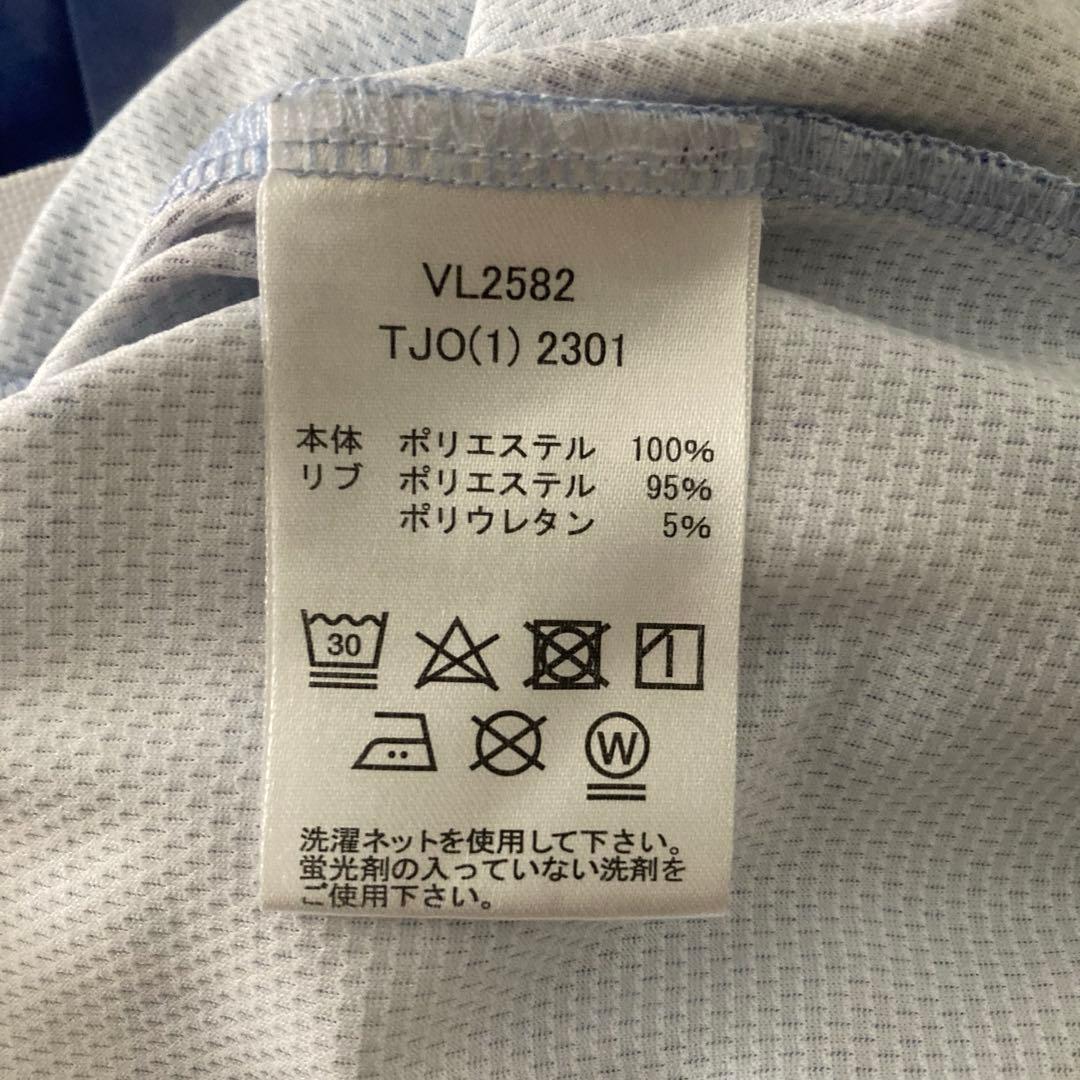 VL2582
TJO(1) 2301
本体 ポリエステル 100%
リブ ポリエステル 95%
ポリウレタン 5%
30
W
洗濯ネットを使用して下さい。
蛍光剤の入っていない洗剤を
ご使用下さい。